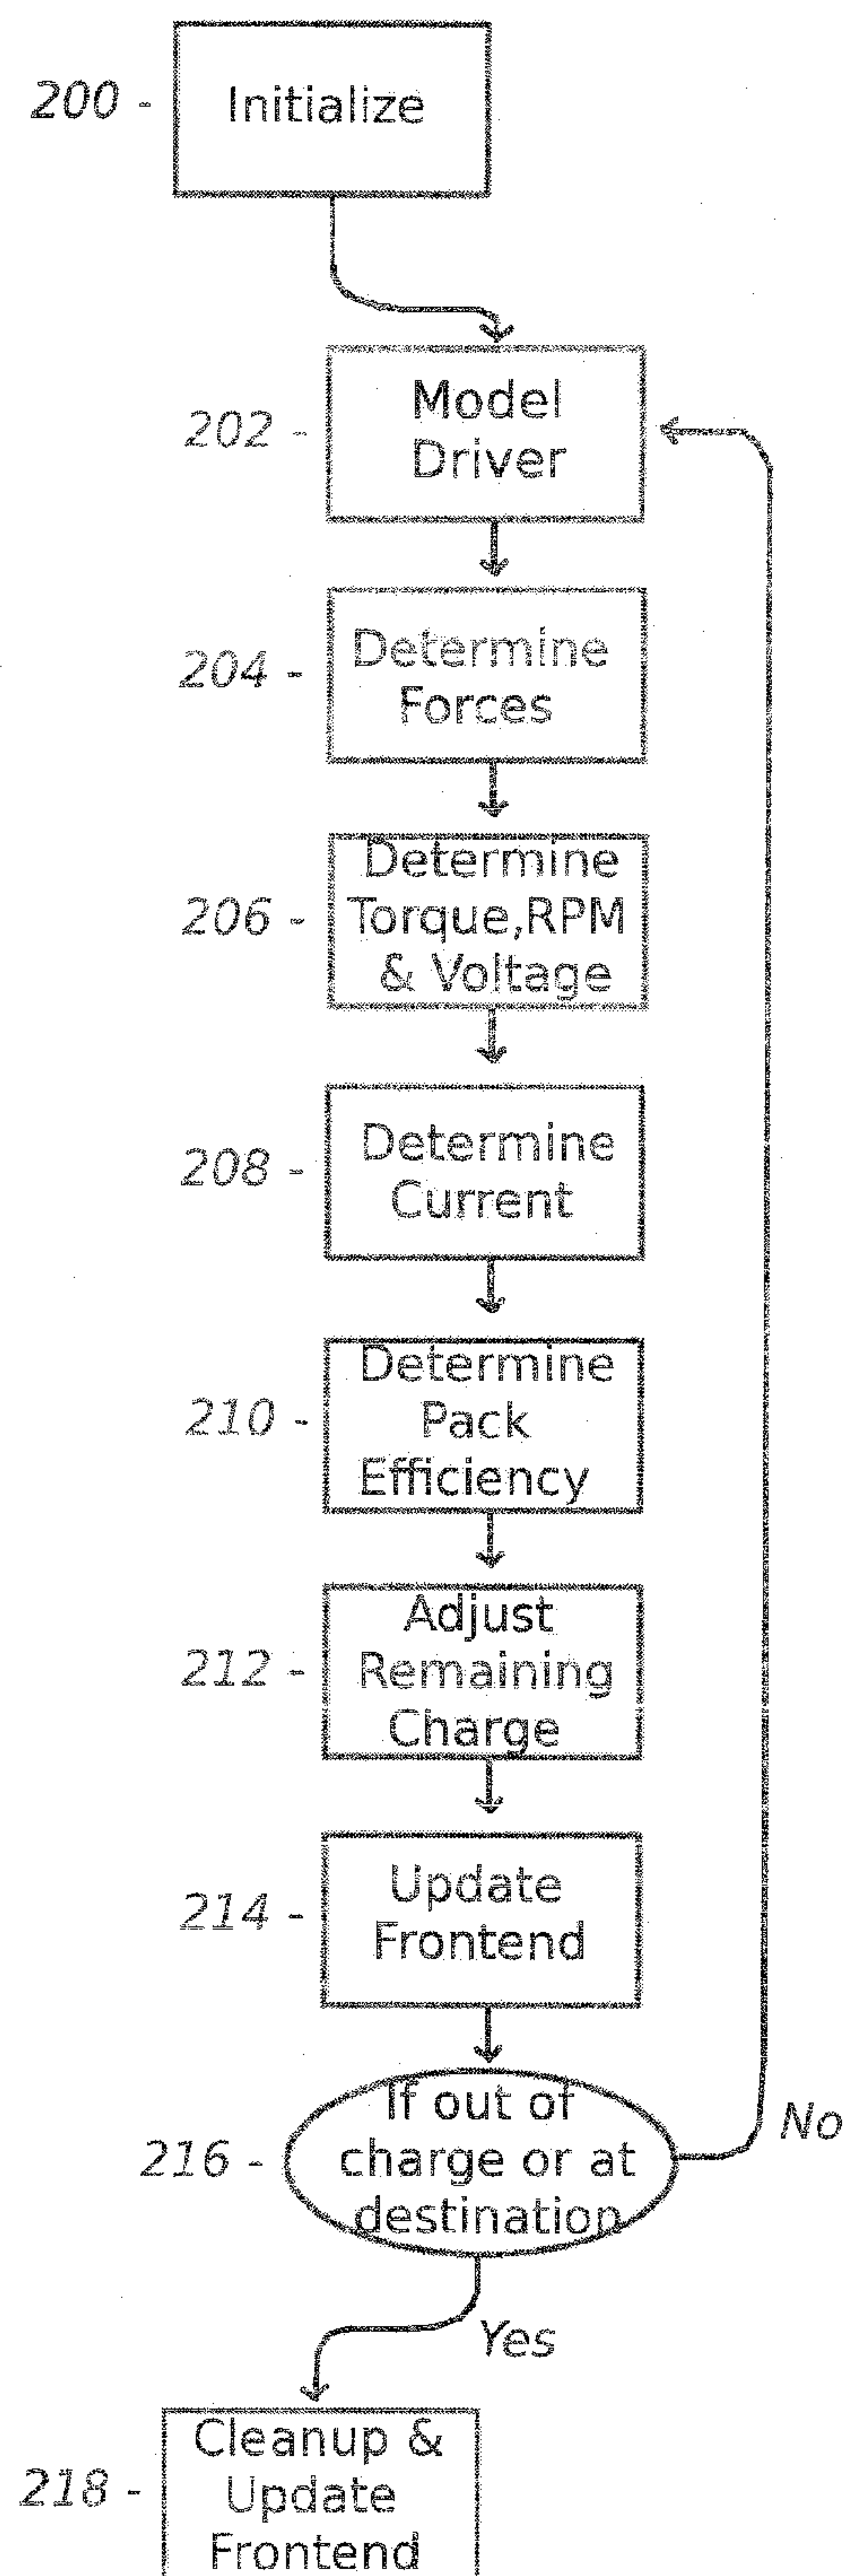 200 -
Initialize
202 -
Model
Driver
204 -
Determine
Forces
206 -
Determine
Torque,RPM
& Voltage
208 -
Determine
Current
210 -
Determine
Pack
Efficiency
212 -
Adjust
Remaining
Charge
214 -
Update
Frontend
216 -
If out of
charge or at
destination
No
Yes
218 -
Cleanup &
Update
Frontend